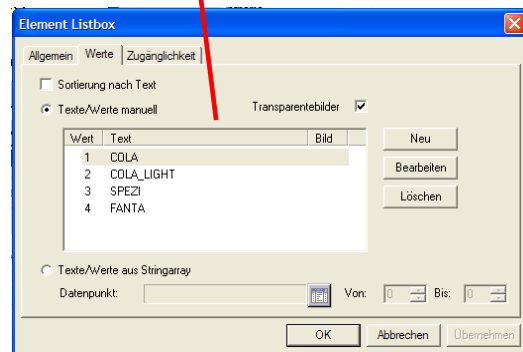 Element Listbox
Allgemein Werte Zugänglichkeit
Sortierung nach Text
Texte/Werte manuell Transparentebilder
Wert Text Bild
1 COLA
2 COLA_LIGHT
3 SPEZI
4 FANTA
Neu
Bearbeiten
Löschen
Texte/Werte aus Stringarray
Datenpunkt: Von: 0 Bis: 0
OK Abbrechen Übernehmen